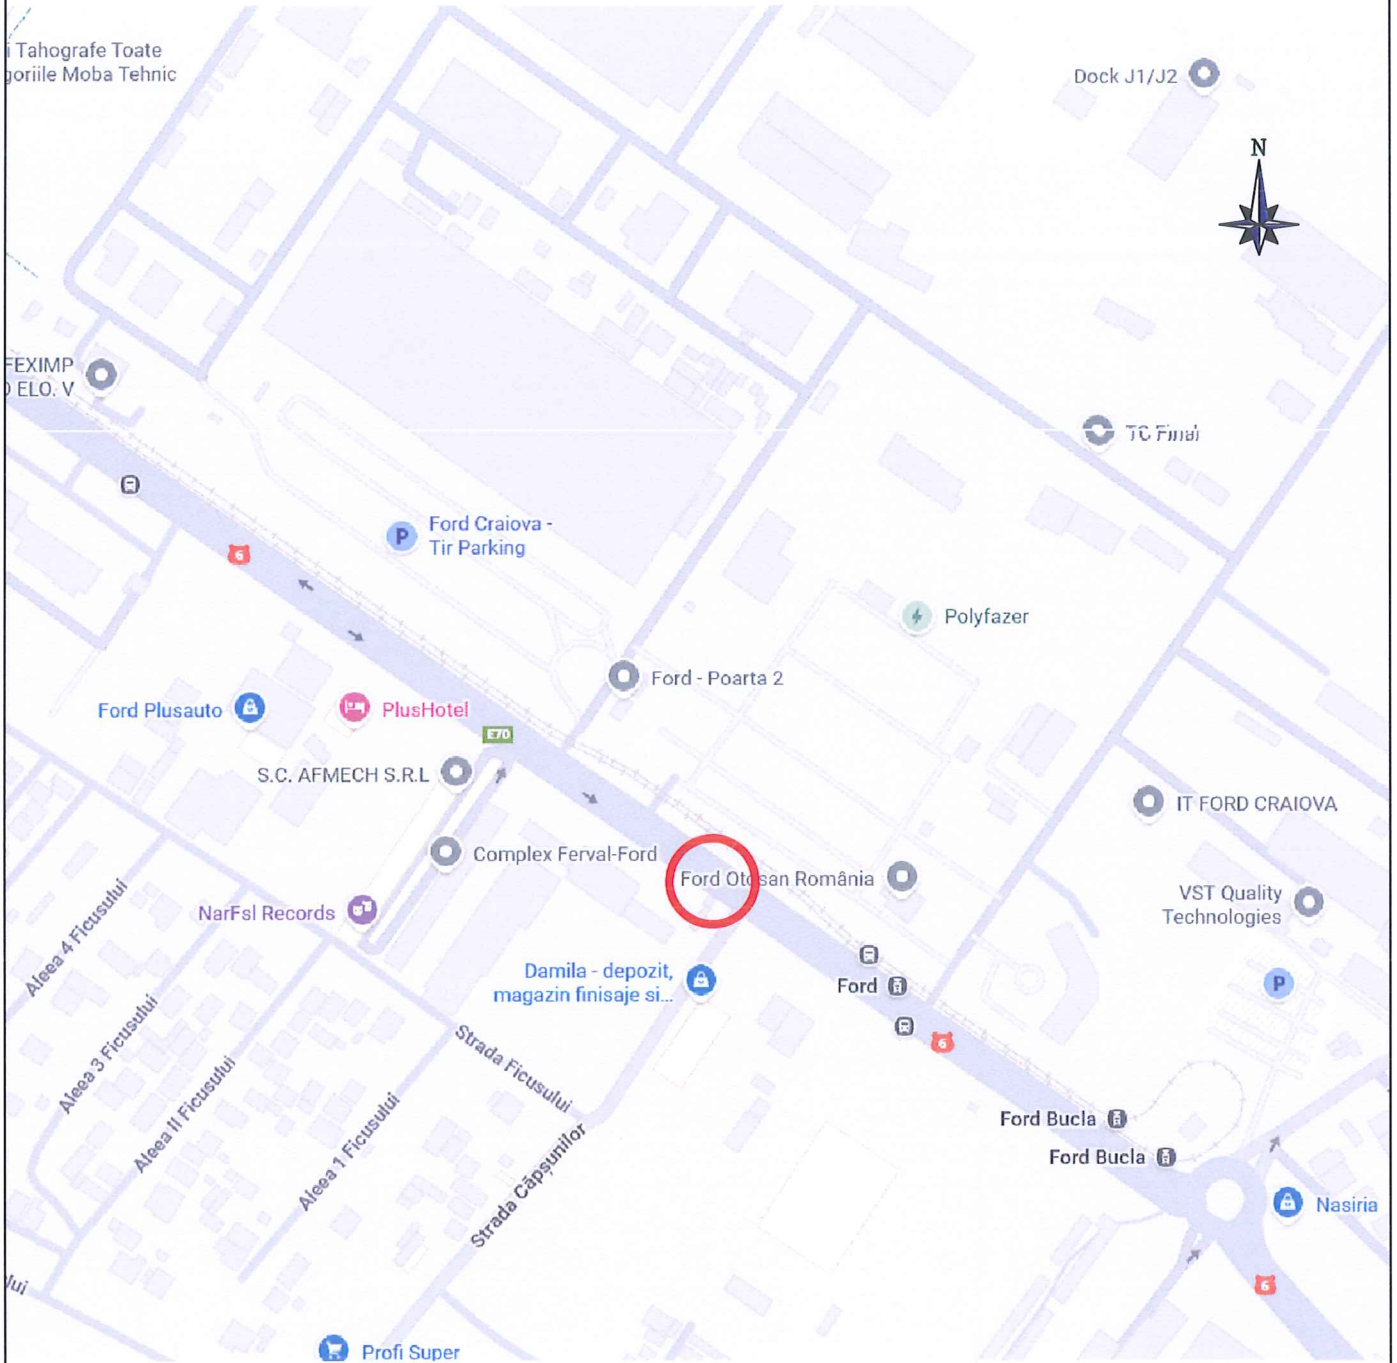 i Tahografe Toate
goriile Moba Tehnic
Dock J1/J2
N
FEXIMP
ELO. V
TC Final
P
Ford Craiova -
Tir Parking
6
Polyfazer
Ford - Poarta 2
Ford Plusauto
PlusHotel
E70
S.C. AFMECH S.R.L
IT FORD CRAIOVA
Complex Ferval-Ford
Ford Otosan România
VST Quality
Technologies
NarFsl Records
Aleea 4 Ficusului
Damila - depozit,
magazin finisaje si...
Ford
P
6
Strada Ficusului
Aleea 3 Ficusului
Aleea II Ficusului
Aleea 1 Ficusului
Ford Bucla
Ford Bucla
Strada Căpșunilor
Nasiria
6
lui
Profi Super